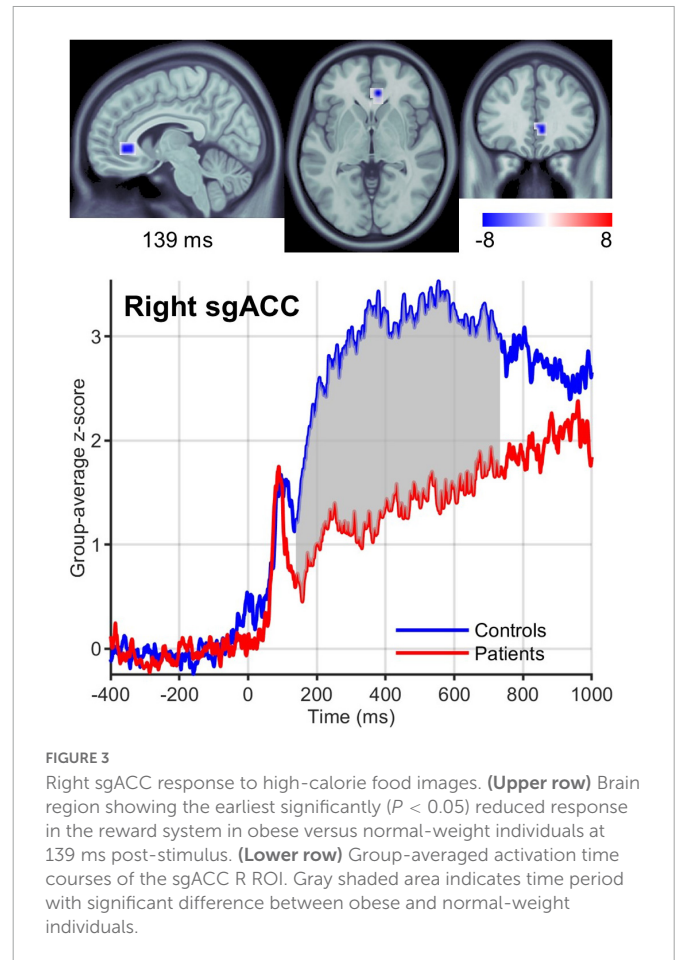 139 ms
-8 8
Right sgACC
Group-average z-score
3
2
1
0
Controls
Patients
-400 -200 0 200 400 600 800 1000
Time (ms)
FIGURE 3
Right sgACC response to high-calorie food images. (Upper row) Brain
region showing the earliest significantly (P < 0.05) reduced response
in the reward system in obese versus normal-weight individuals at
139 ms post-stimulus. (Lower row) Group-averaged activation time
courses of the sgACC R ROI. Gray shaded area indicates time period
with significant difference between obese and normal-weight
individuals.